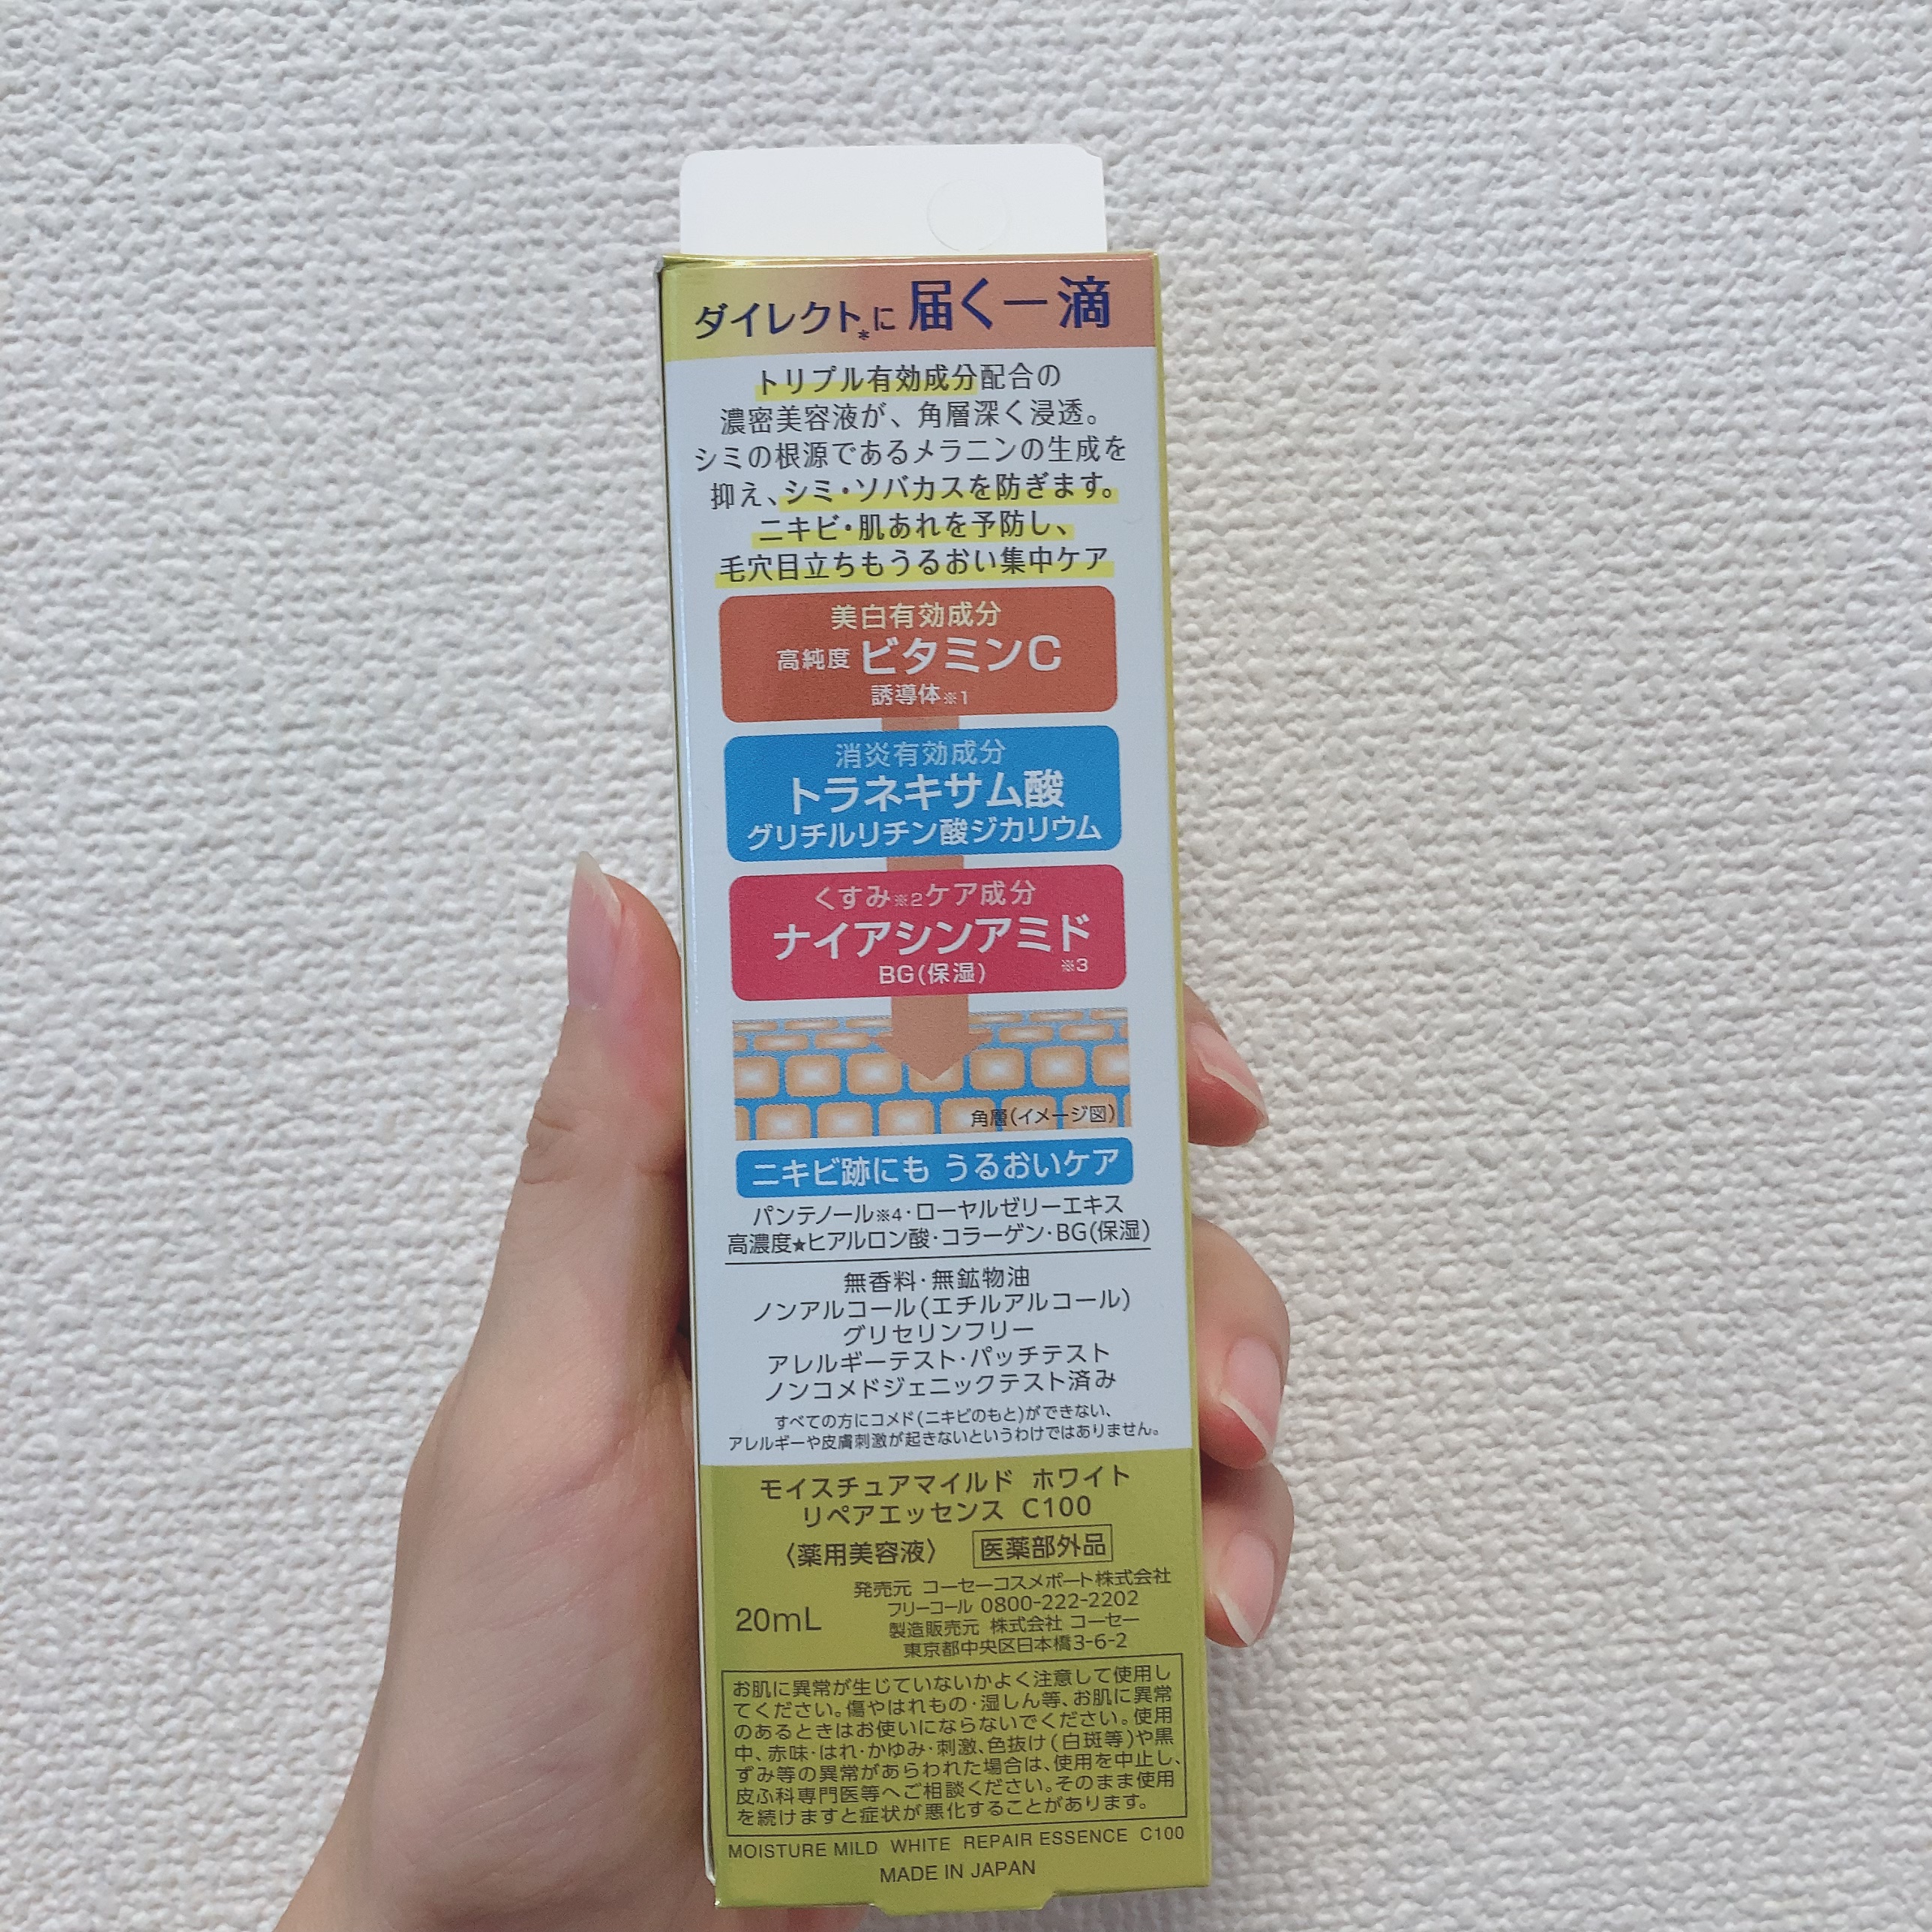 ダイレクト*に 届く一滴
トリプル有効成分配合の
濃密美容液が、角層深く浸透。
シミの根源であるメラニンの生成を
抑え、シミ・ソバカスを防ぎます。
ニキビ・肌あれを予防し、
毛穴目立ちもうるおい集中ケア
美白有効成分
高純度 ビタミンC
誘導体※1
消炎有効成分
トラネキサム酸
グリチルリチン酸ジカリウム
くすみ※2ケア成分
ナイアシンアミド
BG(保湿) ※3
角層(イメージ図)
ニキビ跡にも うるおいケア
パンテノール※4・ローヤルゼリーエキス
高濃度★ヒアルロン酸・コラーゲン・BG(保湿)
無香料・無鉱物油
ノンアルコール(エチルアルコール)
グリセリンフリー
アレルギーテスト・パッチテスト
ノンコメドジェニックテスト済み
すべての方にコメド(ニキビのもと)ができない、
アレルギーや皮膚刺激が起きないというわけではありません。
モイスチュアマイルド ホワイト
リペアエッセンス C100
〈薬用美容液〉 医薬部外品
発売元 コーセーコスメポート株式会社
フリーコール 0800-222-2202
20mL 製造販売元 株式会社 コーセー
東京都中央区日本橋3-6-2
お肌に異常が生じていないかよく注意して使用し
てください。傷やはれもの・湿しん等、お肌に異常
のあるときはお使いにならないでください。使用
中、赤味・はれ・かゆみ・刺激、色抜け(白斑等)や黒
ずみ等の異常があらわれた場合は、使用を中止し、
皮ふ科専門医等へご相談ください。そのまま使用
を続けますと症状が悪化することがあります。
MOISTURE MILD WHITE REPAIR ESSENCE C100
MADE IN JAPAN